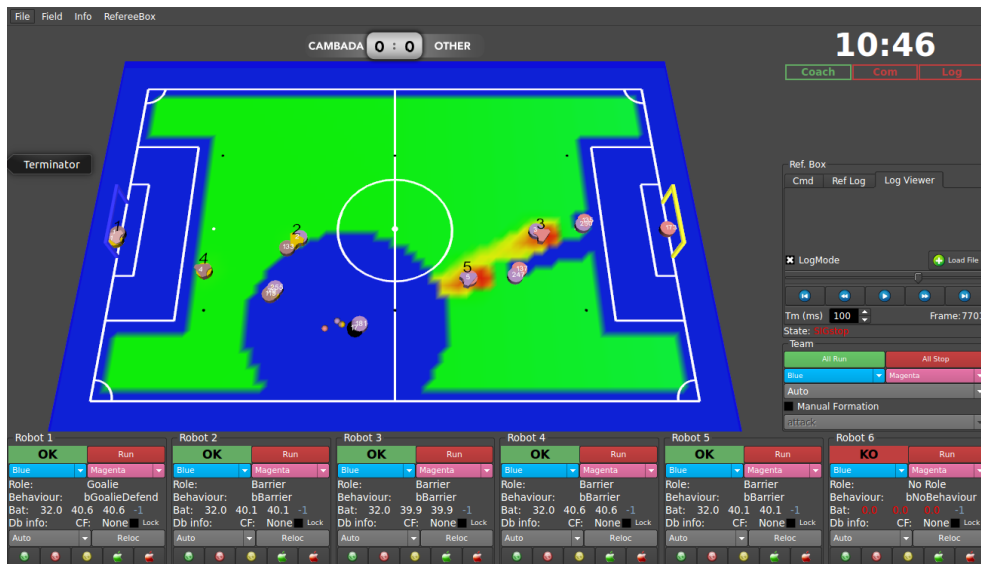 File Field Info RefereeBox
CAMBADA 0 : 0 OTHER
10:46
Coach Com Log
Terminator
Ref. Box
Cmd Ref Log Log Viewer
LogMode Load File
Tm (ms) 100 Frame:7701
State:
Team
All Run All Stop
Blue Magenta
Auto
Manual Formation
attack
1
2
3
4
5
Robot 1 Robot 2 Robot 3 Robot 4 Robot 5 Robot 6
OK Run OK Run OK Run OK Run OK Run KO Run
Blue Magenta Blue Magenta Blue Magenta Blue Magenta Blue Magenta Blue Magenta
Role: Goalie Role: Barrier Role: Barrier Role: Barrier Role: Barrier Role: No Role
Behaviour: bGoalieDefend Behaviour: bBarrier Behaviour: bBarrier Behaviour: bBarrier Behaviour: bBarrier Behaviour: bNoBehaviour
Bat: 32.0 40.6 40.6 -1 Bat: 32.0 40.1 40.1 -1 Bat: 32.0 39.9 39.9 -1 Bat: 32.0 40.6 40.6 -1 Bat: 32.0 40.1 40.1 -1 Bat: 0.0 0.0 0.0 -1
Db info: CF: None Lock Db info: CF: None Lock Db info: CF: None Lock Db info: CF: None Lock Db info: CF: None Lock Db info: CF: None Lock
Auto Reloc Auto Reloc Auto Reloc Auto Reloc Auto Reloc Auto Reloc